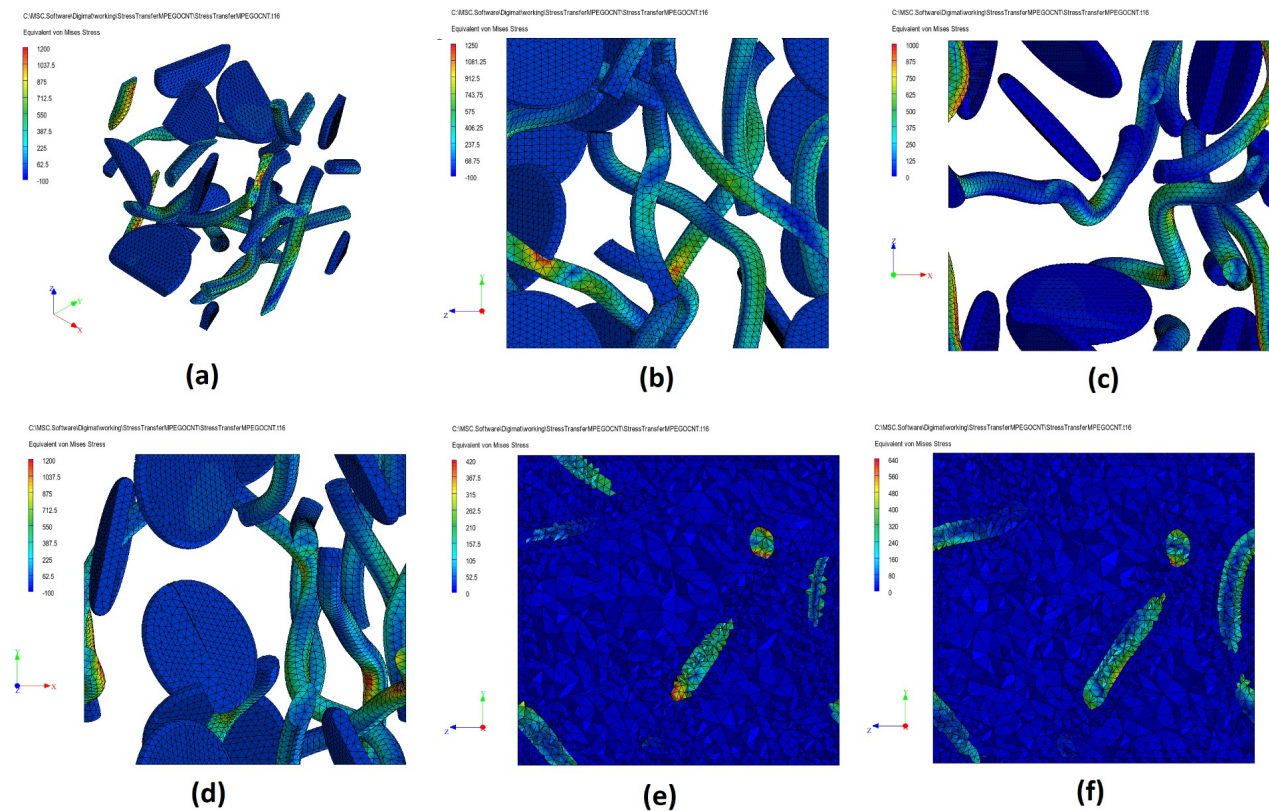 C:\MSC.Software\Digimat\working\StressTransferMPEGOCNT\StressTransferMPEGOCNT.t16
Equivalent von Mises Stress
1200
1037.5
875
712.5
550
387.5
225
62.5
-100
Z
Y
X
(a)
C:\MSC.Software\Digimat\working\StressTransferMPEGOCNT\StressTransferMPEGOCNT.t16
Equivalent von Mises Stress
1250
1081.25
912.5
743.75
575
406.25
237.5
68.75
-100
Y
Z
(b)
C:\MSC.Software\Digimat\working\StressTransferMPEGOCNT\StressTransferMPEGOCNT.t16
Equivalent von Mises Stress
1000
875
750
625
500
375
250
125
0
Z
X
(c)
C:\MSC.Software\Digimat\working\StressTransferMPEGOCNT\StressTransferMPEGOCNT.t16
Equivalent von Mises Stress
1200
1037.5
875
712.5
550
387.5
225
62.5
-100
Y
Z
X
(d)
C:\MSC.Software\Digimat\working\StressTransferMPEGOCNT\StressTransferMPEGOCNT.t16
Equivalent von Mises Stress
420
367.5
315
262.5
210
157.5
105
52.5
0
Y
Z
(e)
C:\MSC.Software\Digimat\working\StressTransferMPEGOCNT\StressTransferMPEGOCNT.t16
Equivalent von Mises Stress
640
560
480
400
320
240
160
80
0
Y
Z
(f)